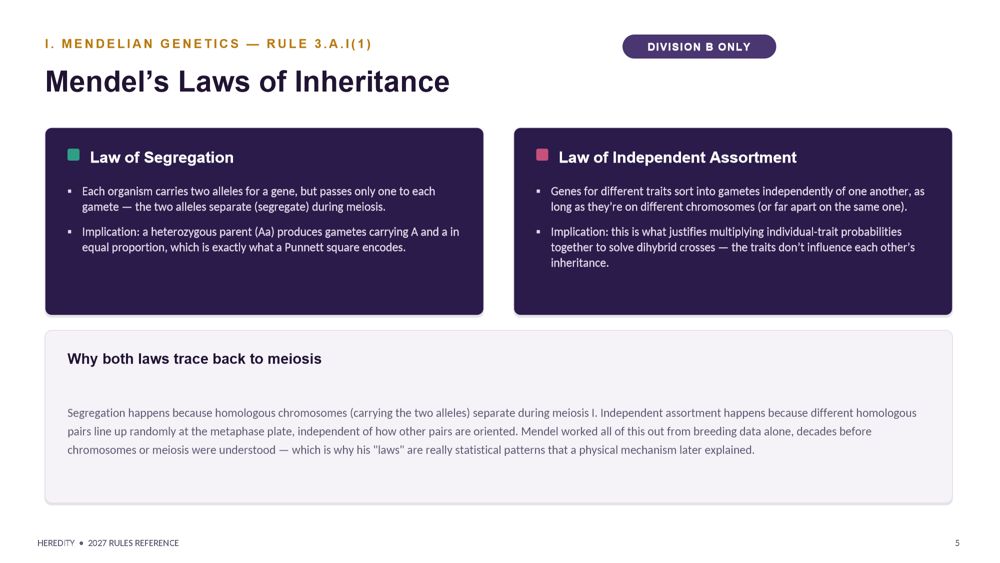 I. MENDELIAN GENETICS — RULE 3.A.I(1)
DIVISION B ONLY
Mendel’s Laws of Inheritance
Law of Segregation
▪ Each organism carries two alleles for a gene, but passes only one to each
gamete — the two alleles separate (segregate) during meiosis.
▪ Implication: a heterozygous parent (Aa) produces gametes carrying A and a in
equal proportion, which is exactly what a Punnett square encodes.
Law of Independent Assortment
▪ Genes for different traits sort into gametes independently of one another, as
long as they’re on different chromosomes (or far apart on the same one).
▪ Implication: this is what justifies multiplying individual-trait probabilities
together to solve dihybrid crosses — the traits don’t influence each other’s
inheritance.
Why both laws trace back to meiosis
Segregation happens because homologous chromosomes (carrying the two alleles) separate during meiosis I. Independent assortment happens because different homologous
pairs line up randomly at the metaphase plate, independent of how other pairs are oriented. Mendel worked all of this out from breeding data alone, decades before
chromosomes or meiosis were understood — which is why his "laws" are really statistical patterns that a physical mechanism later explained.
HEREDITY • 2027 RULES REFERENCE
5